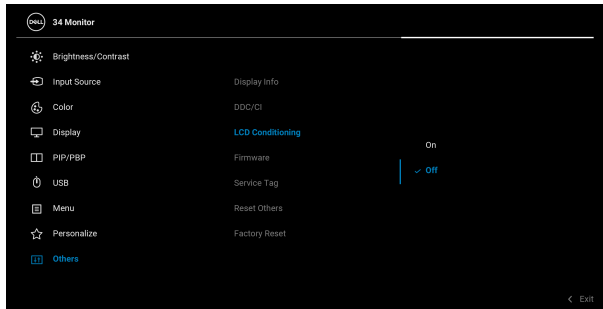 DELL 34 Monitor
Brightness/Contrast
Input Source
Color
Display
PIP/PBP
USB
Menu
Personalize
Others
Display Info
DDC/CI
LCD Conditioning
Firmware
Service Tag
Reset Others
Factory Reset
On
Off
Exit